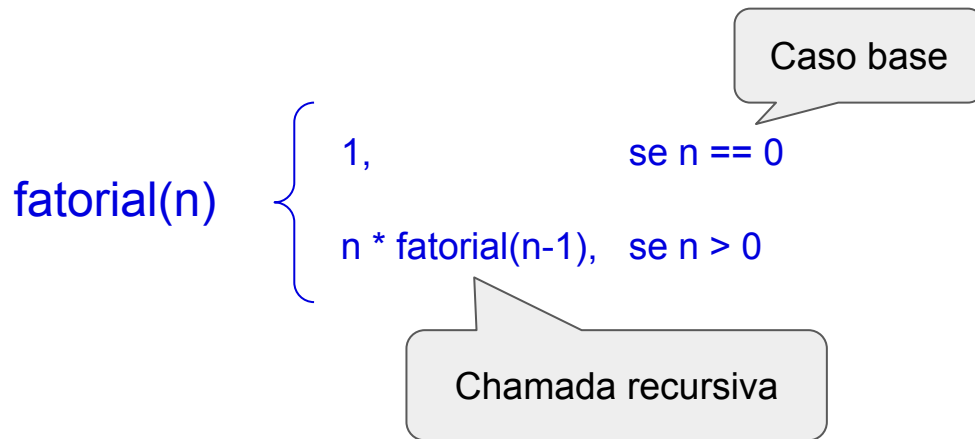 Caso base
1, se n == 0
fatorial(n)
n * fatorial(n-1), se n > 0
Chamada recursiva